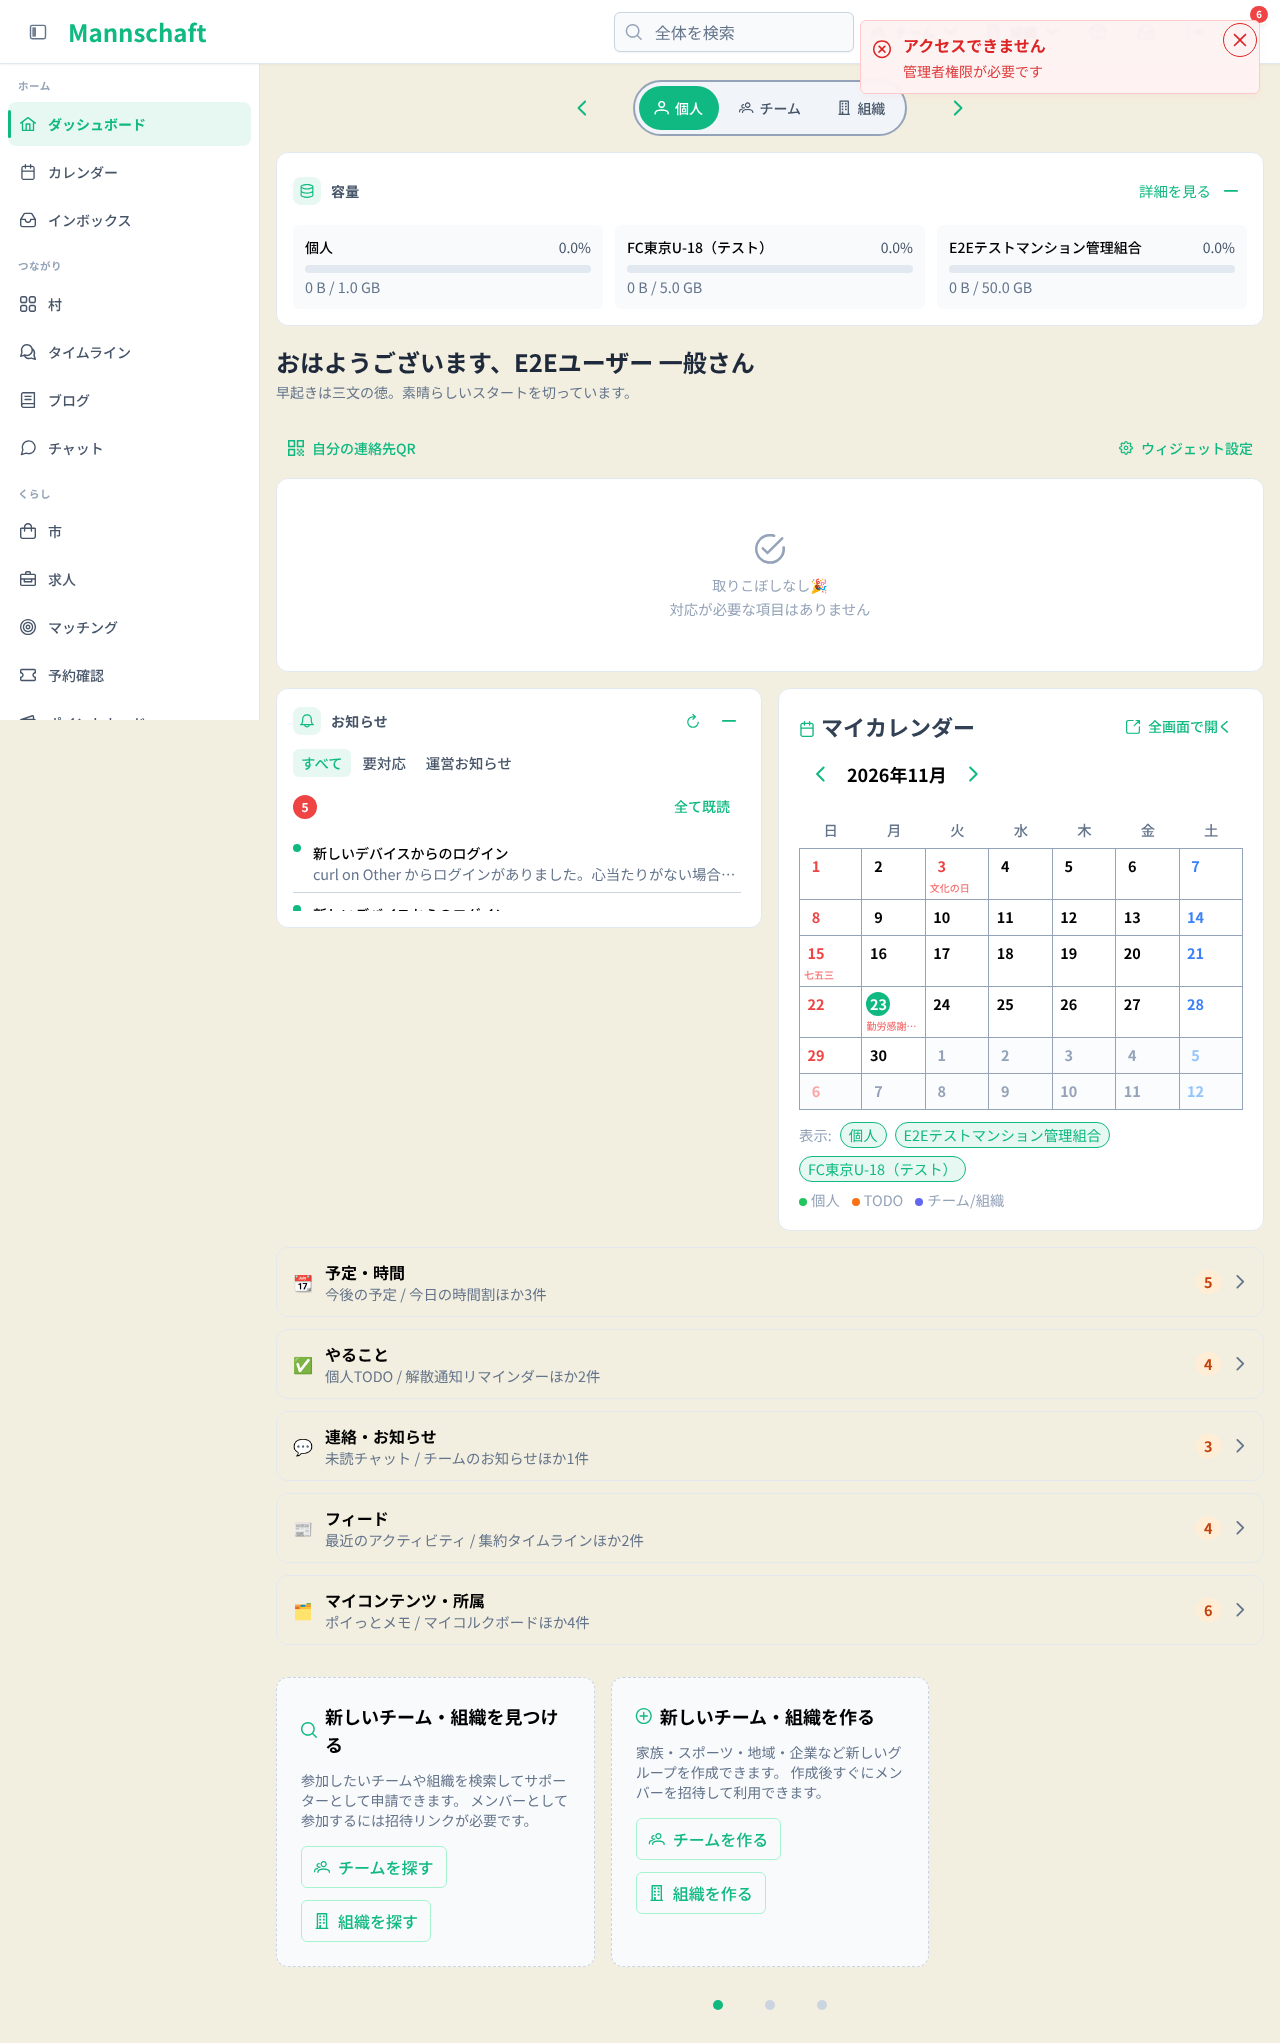 Mannschaft
全体を検索
6
アクセスできません
管理者権限が必要です
ホーム
ダッシュボード
カレンダー
インボックス
つながり
村
タイムライン
ブログ
チャット
くらし
市
求人
マッチング
予約確認
個人
チーム
組織
容量
詳細を見る
個人 0.0%
0 B / 1.0 GB
FC東京U-18（テスト） 0.0%
0 B / 5.0 GB
E2Eテストマンション管理組合 0.0%
0 B / 50.0 GB
おはようございます、E2Eユーザー 一般さん
早起きは三文の徳。素晴らしいスタートを切っています。
自分の連絡先QR
ウィジェット設定
取りこぼしなし🎉
対応が必要な項目はありません
お知らせ
すべて 要対応 運営お知らせ
5
全て既読
新しいデバイスからのログイン
curl on Other からログインがありました。心当たりがない場合…
新しいデバイスからのログイン
マイカレンダー
全画面で開く
2026年11月
日 月 火 水 木 金 土
1 2 3 4 5 6 7
文化の日
8 9 10 11 12 13 14
15 16 17 18 19 20 21
七五三
22 23 24 25 26 27 28
勤労感謝…
29 30 1 2 3 4 5
6 7 8 9 10 11 12
表示: 個人 E2Eテストマンション管理組合
FC東京U-18（テスト）
個人 TODO チーム/組織
予定・時間
今後の予定 / 今日の時間割ほか3件
5
やること
個人TODO / 解散通知リマインダーほか2件
4
連絡・お知らせ
未読チャット / チームのお知らせほか1件
3
フィード
最近のアクティビティ / 集約タイムラインほか2件
4
マイコンテンツ・所属
ポイっとメモ / マイコルクボードほか4件
6
新しいチーム・組織を見つけ
る
参加したいチームや組織を検索してサポー
ターとして申請できます。 メンバーとして
参加するには招待リンクが必要です。
チームを探す
組織を探す
新しいチーム・組織を作る
家族・スポーツ・地域・企業など新しいグ
ループを作成できます。 作成後すぐにメン
バーを招待して利用できます。
チームを作る
組織を作る